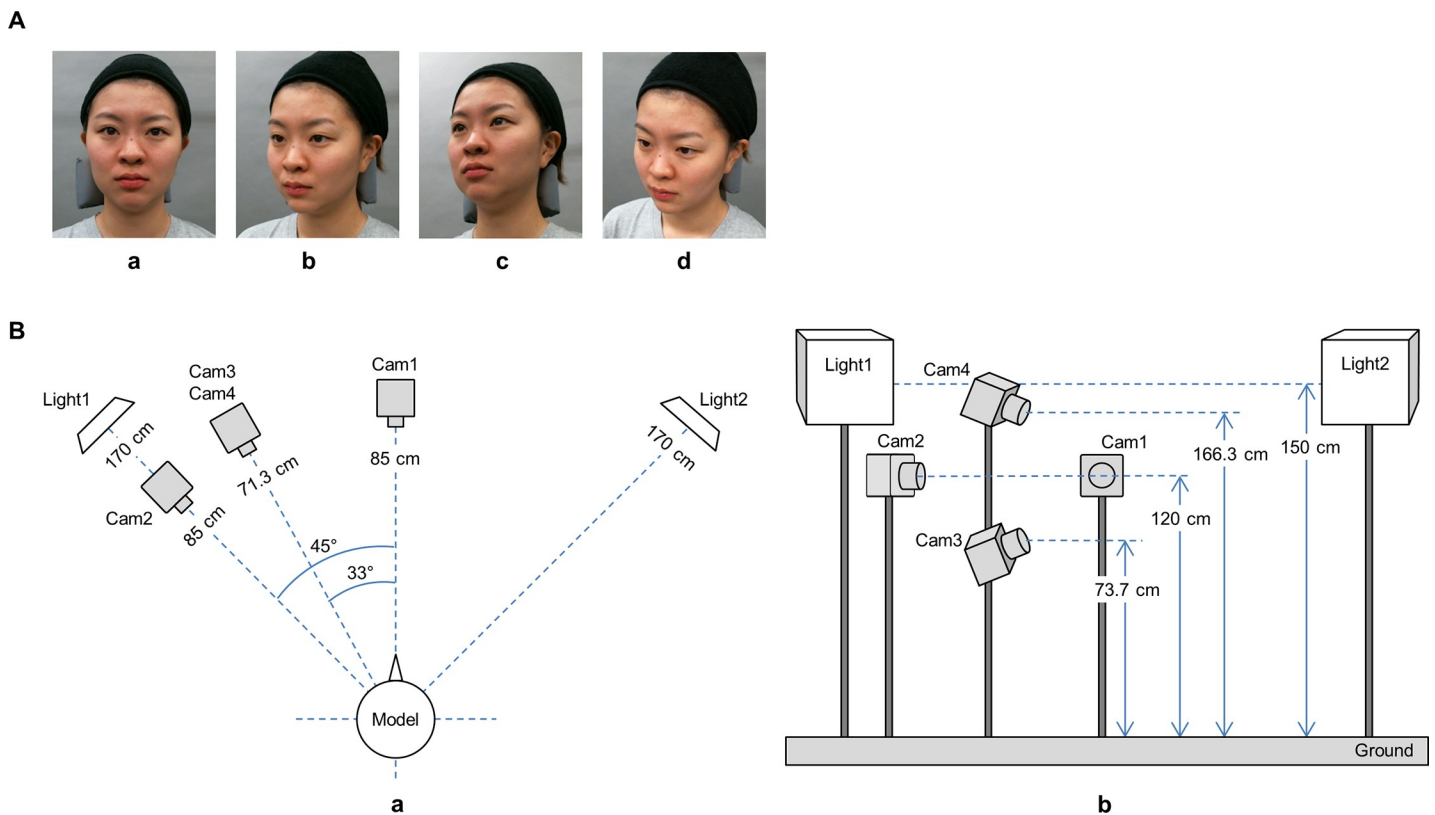 A
a
b
c
d
B
Cam3
Cam4
Cam1
Light1
Light2
170 cm
71.3 cm
85 cm
170 cm
Cam2
85 cm
45°
33°
Model
a
Light1
Light2
Cam4
Cam2
Cam1
166.3 cm
150 cm
120 cm
Cam3
73.7 cm
Ground
b